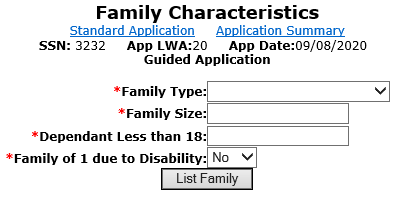 Family Characteristics
Standard Application Application Summary
SSN: 3232 App LWA:20 App Date:09/08/2020
Guided Application
*Family Type:
*Family Size:
*Dependant Less than 18:
*Family of 1 due to Disability: No
List Family